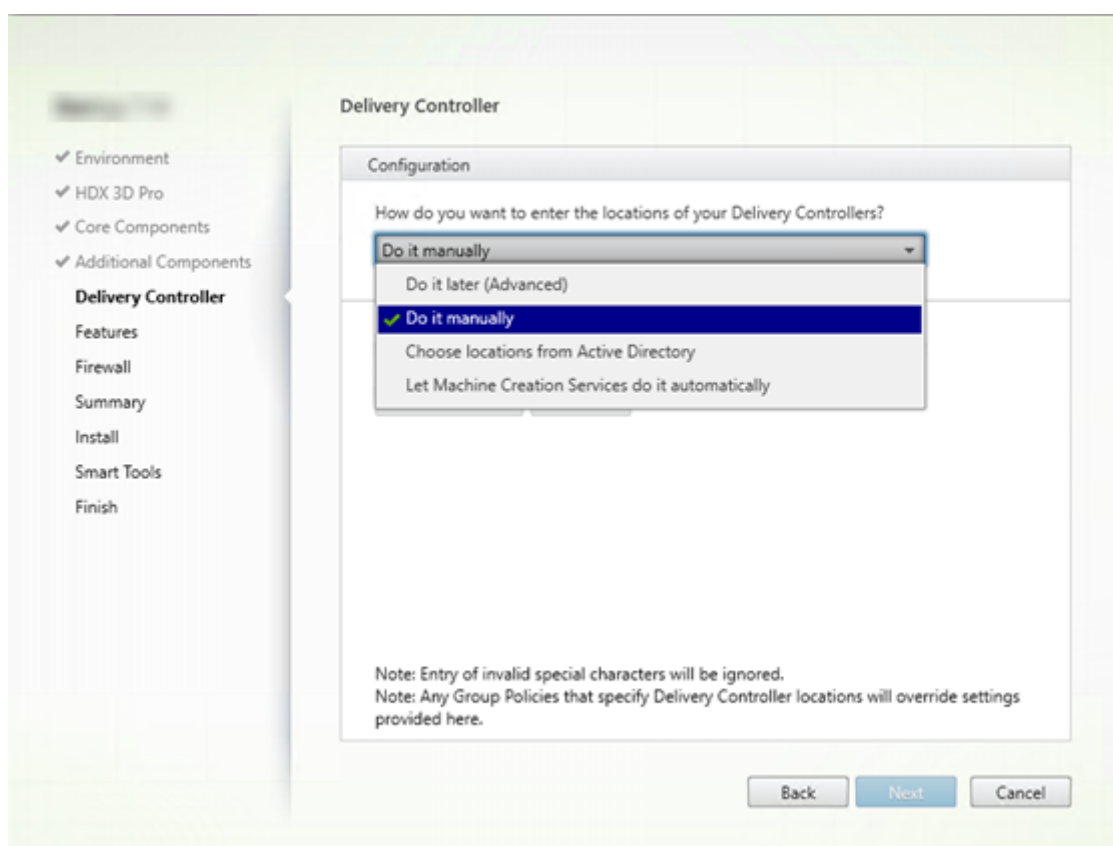 Delivery Controller
Environment
HDX 3D Pro
Core Components
Additional Components
Delivery Controller
Features
Firewall
Summary
Install
Smart Tools
Finish
Configuration
How do you want to enter the locations of your Delivery Controllers?
Do it manually
Do it later (Advanced)
Do it manually
Choose locations from Active Directory
Let Machine Creation Services do it automatically
Note: Entry of invalid special characters will be ignored.
Note: Any Group Policies that specify Delivery Controller locations will override settings
provided here.
Back
Next
Cancel